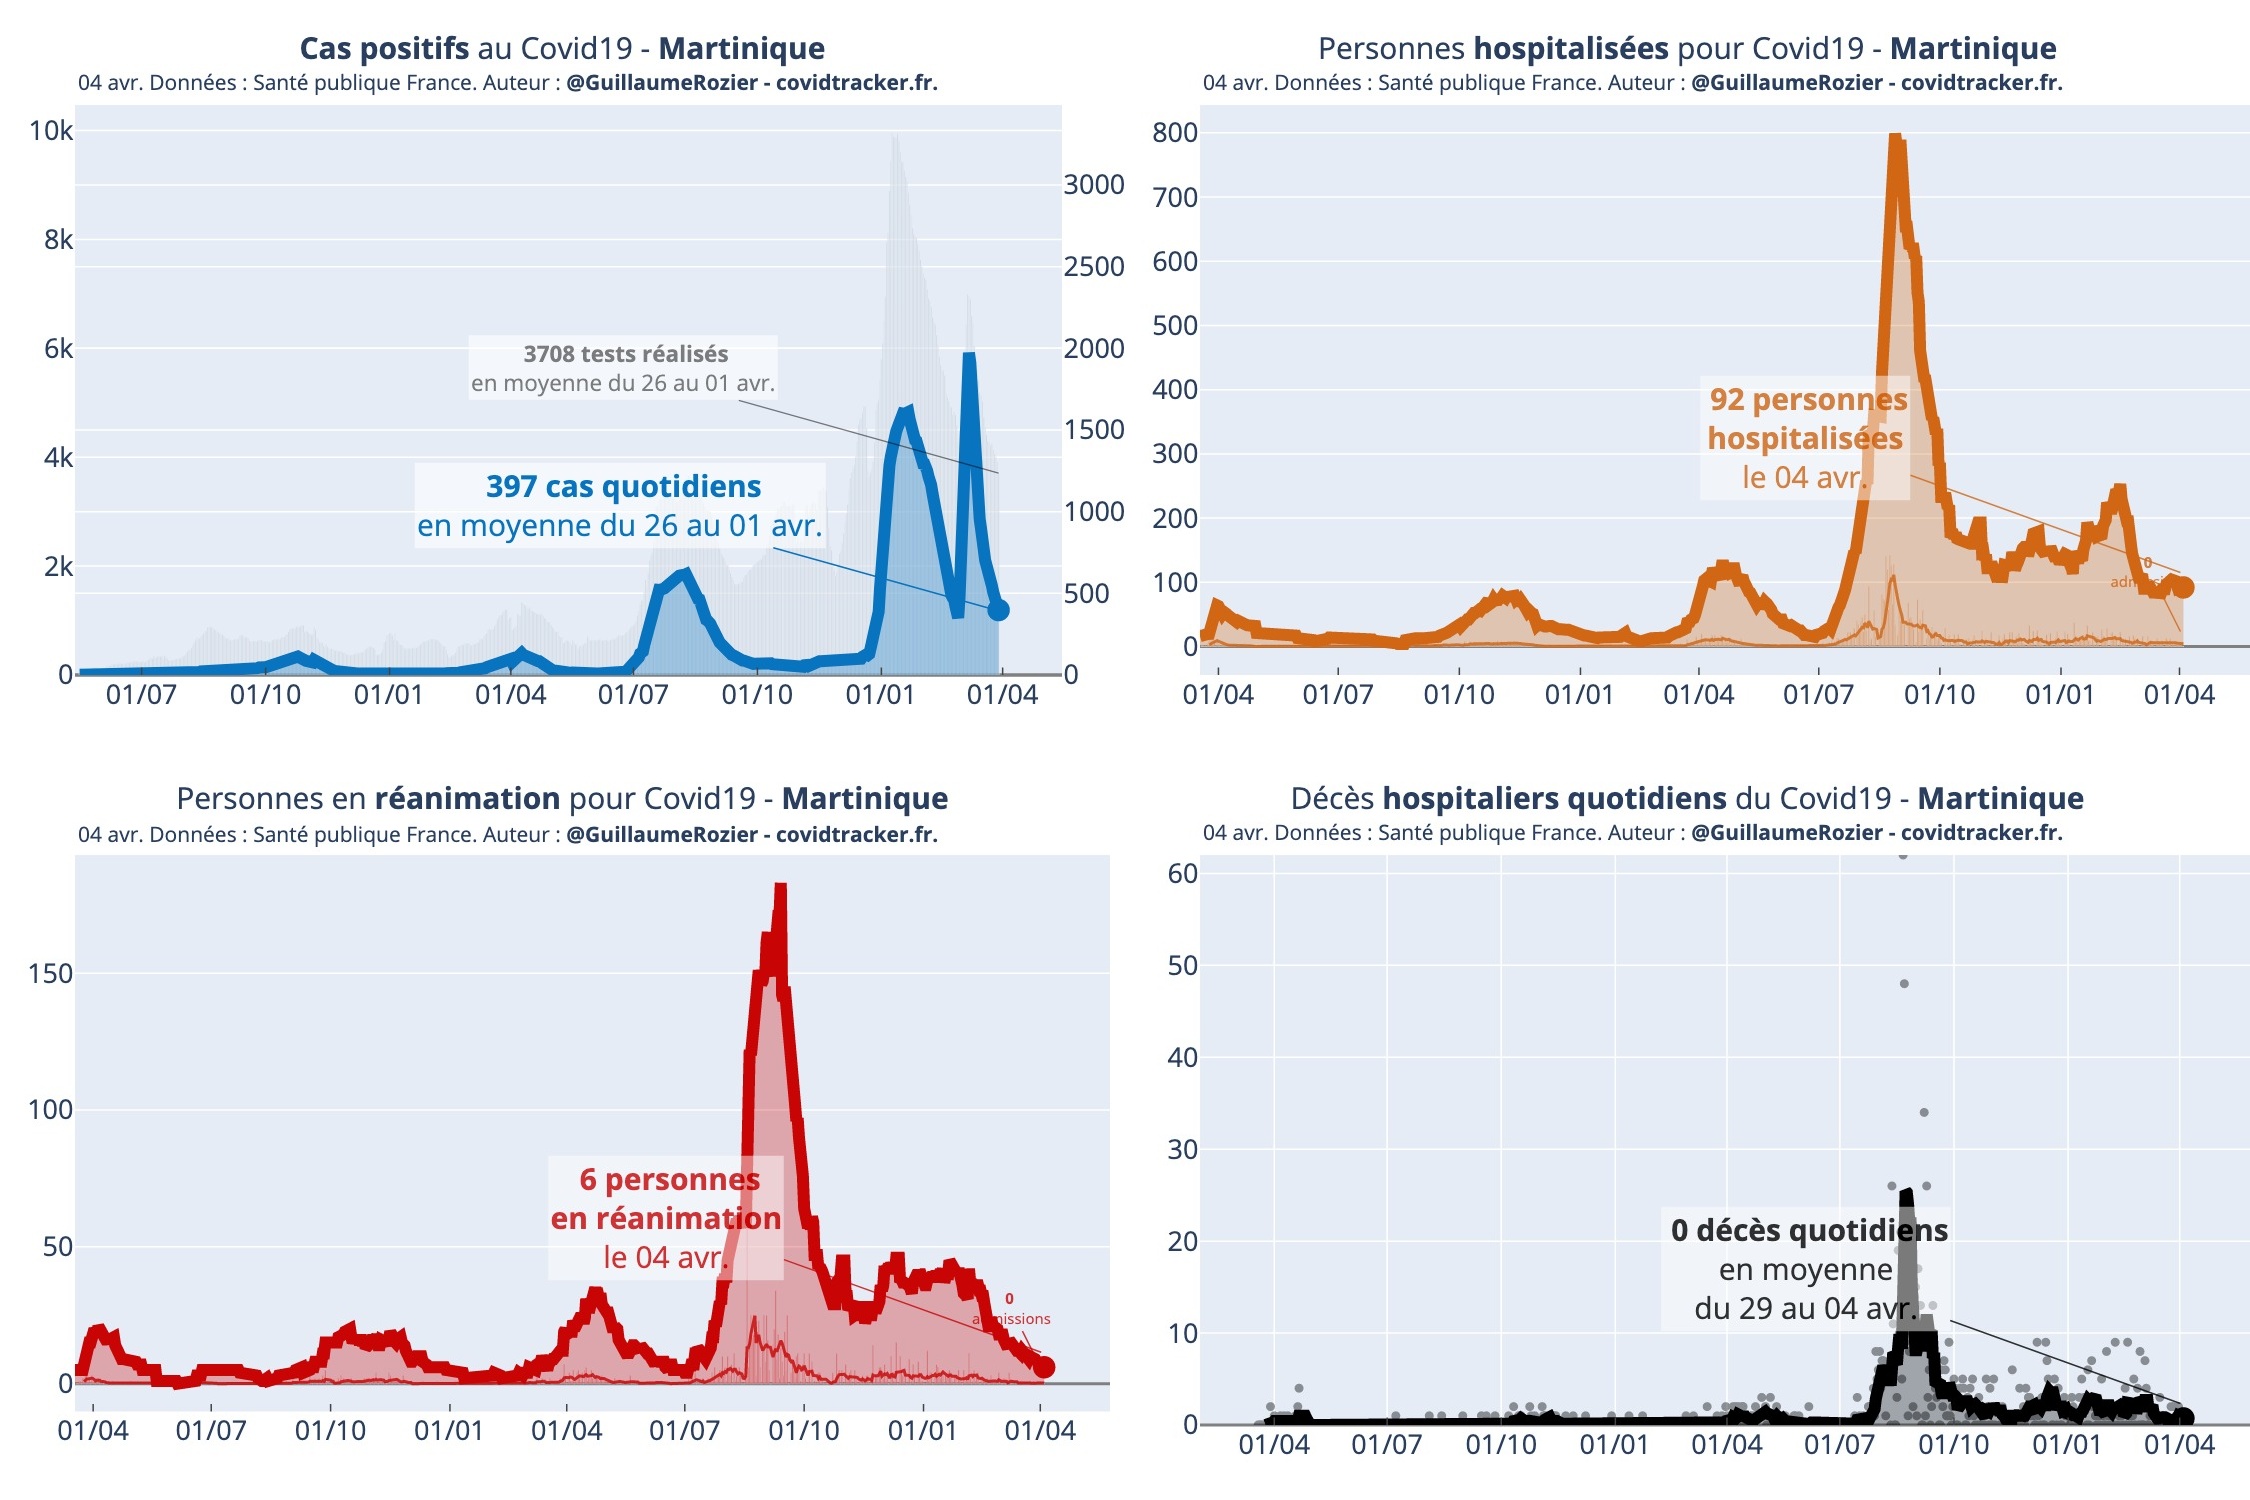 Cas positifs au Covid19 - Martinique
04 avr. Données : Santé publique France. Auteur : @GuillaumeRozier - covidtracker.fr.
10k
8k
6k
4k
2k
0
3000
2500
2000
1500
1000
500
0
3708 tests réalisés
en moyenne du 26 au 01 avr.
397 cas quotidiens
en moyenne du 26 au 01 avr.
01/07 01/10 01/01 01/04 01/07 01/10 01/01 01/04
Personnes hospitalisées pour Covid19 - Martinique
04 avr. Données : Santé publique France. Auteur : @GuillaumeRozier - covidtracker.fr.
800
700
600
500
400
300
200
100
0
92 personnes
hospitalisées
le 04 avr.
0
01/04 01/07 01/10 01/01 01/04 01/07 01/10 01/01 01/04
Personnes en réanimation pour Covid19 - Martinique
04 avr. Données : Santé publique France. Auteur : @GuillaumeRozier - covidtracker.fr.
150
100
50
0
6 personnes
en réanimation
le 04 avr.
0
admissions
01/04 01/07 01/10 01/01 01/04 01/07 01/10 01/01 01/04
Décès hospitaliers quotidiens du Covid19 - Martinique
04 avr. Données : Santé publique France. Auteur : @GuillaumeRozier - covidtracker.fr.
60
50
40
30
20
10
0
0 décès quotidiens
en moyenne
du 29 au 04 avr.
01/04 01/07 01/10 01/01 01/04 01/07 01/10 01/01 01/04